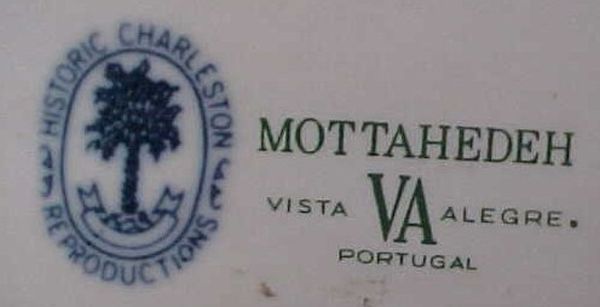 HISTORIC CHARLESTON
REPRODUCTIONS
MOTTAHEDEH
VISTA VA ALEGRE.
PORTUGAL